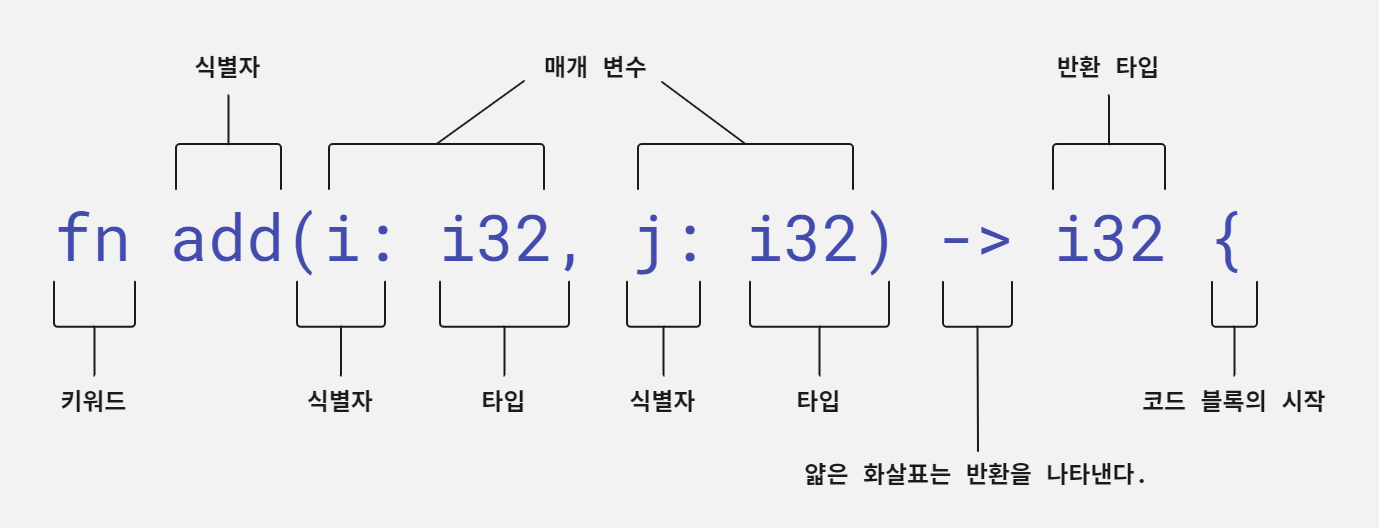 식별자 매개 변수 반환 타입
fn add(i: i32, j: i32) -> i32 {
키워드 식별자 타입 식별자 타입 코드 블록의 시작
얇은 화살표는 반환을 나타낸다.